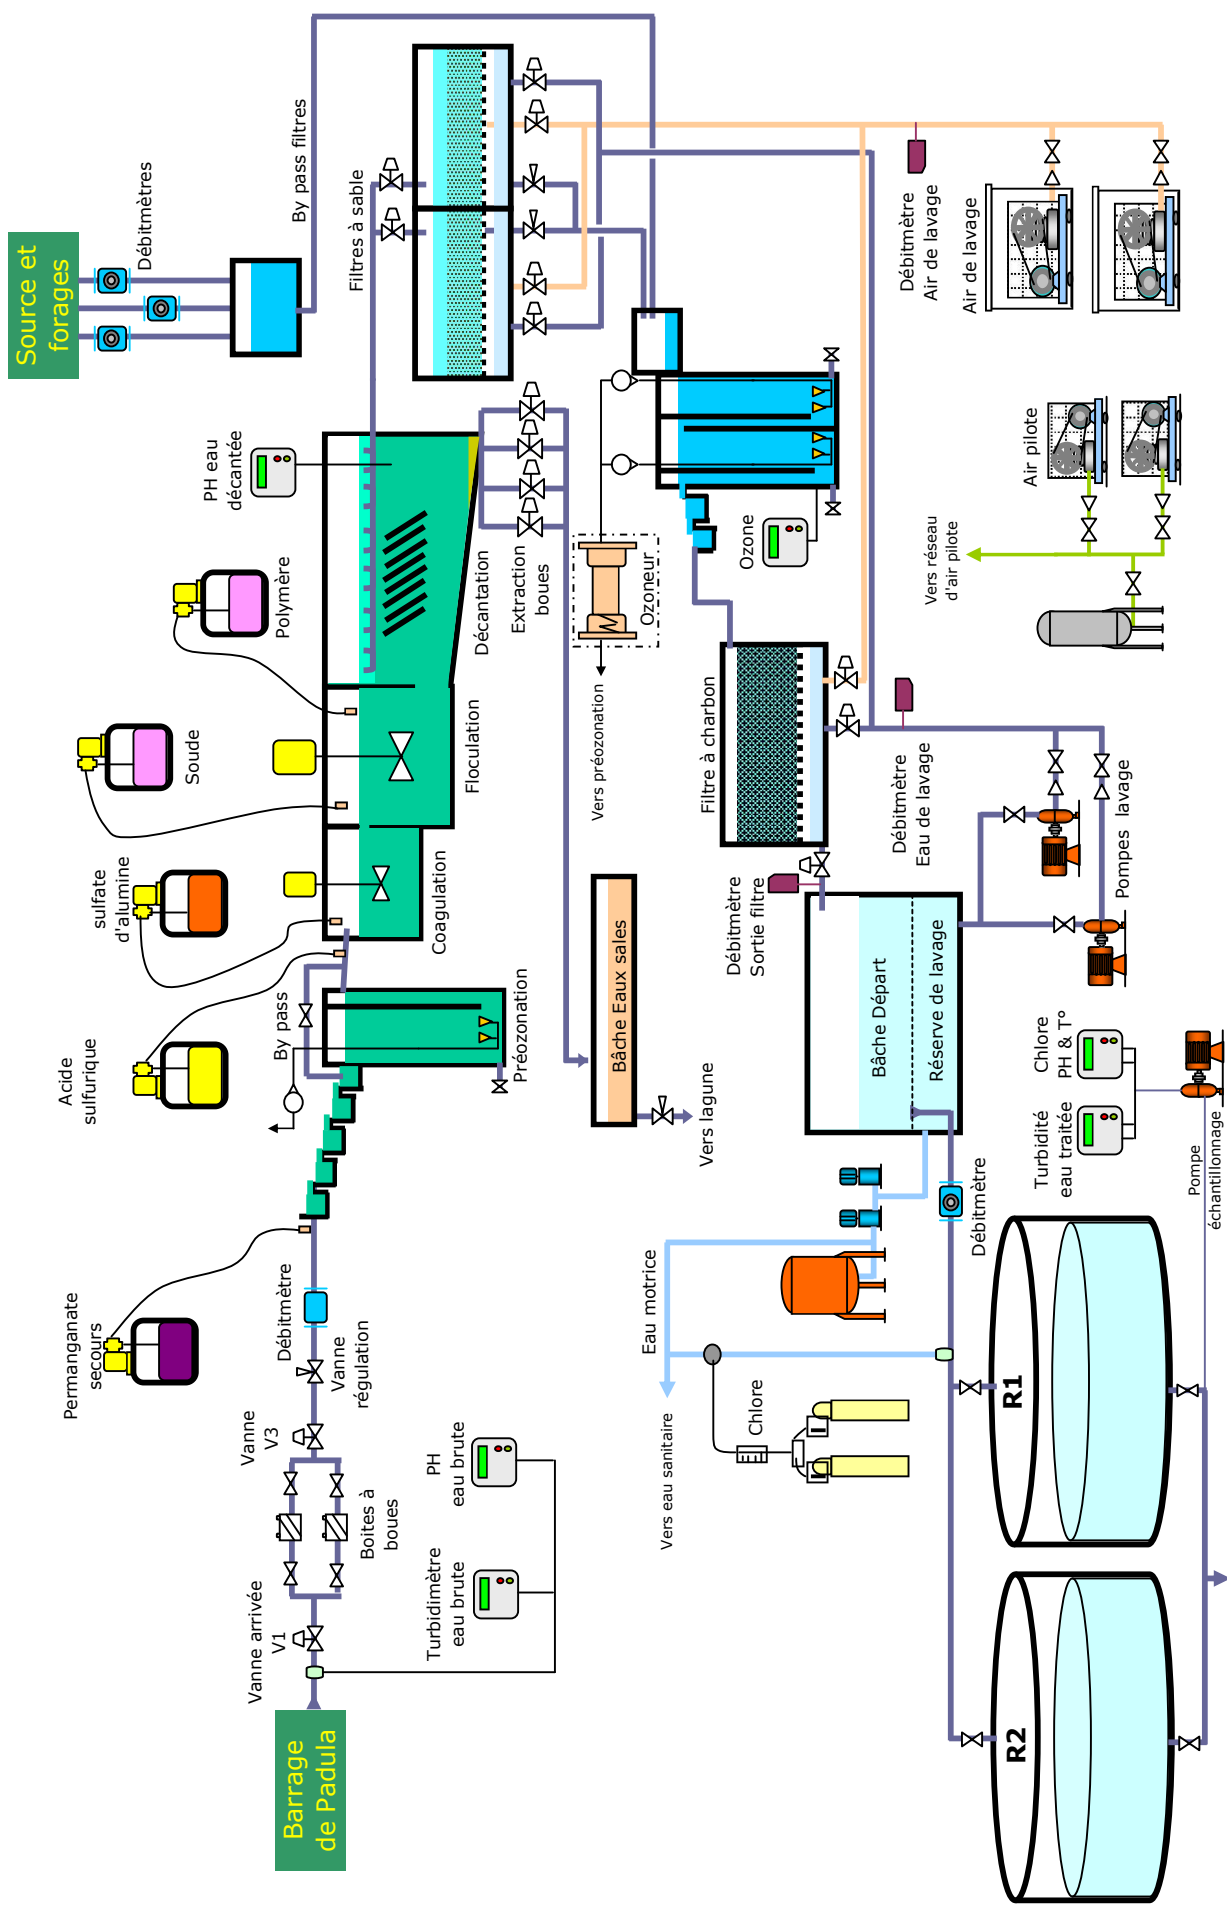 Barrage
de Padula
Vanne arrivée
V1
Boites à
boues
Vanne
V3
Vanne
régulation
Débitmètre
Turbidimètre
eau brute
PH
eau brute
Permanganate
secours
Acide
sulfurique
By pass
Préozonation
sulfate
d'alumine
Coagulation
Soude
Floculation
Polymère
Décantation
PH eau
décantée
Extraction
boues
Source et
forages
Débitmètres
By pass filtres
Filtres à sable
Ozoneur
Vers préozonation
Ozone
Filtre à charbon
Bâche Eaux sales
Vers lagune
Débitmètre
Sortie filtre
Bâche Départ
Réserve de lavage
Débitmètre
Eau de lavage
Pompes lavage
Débitmètre
Air de lavage
Air de lavage
Air pilote
Vers réseau
d'air pilote
Eau motrice
Vers eau sanitaire
Chlore
Débitmètre
Turbidité
eau traitée
Chlore
PH & T°
Pompe
échantillonnage
R1
R2